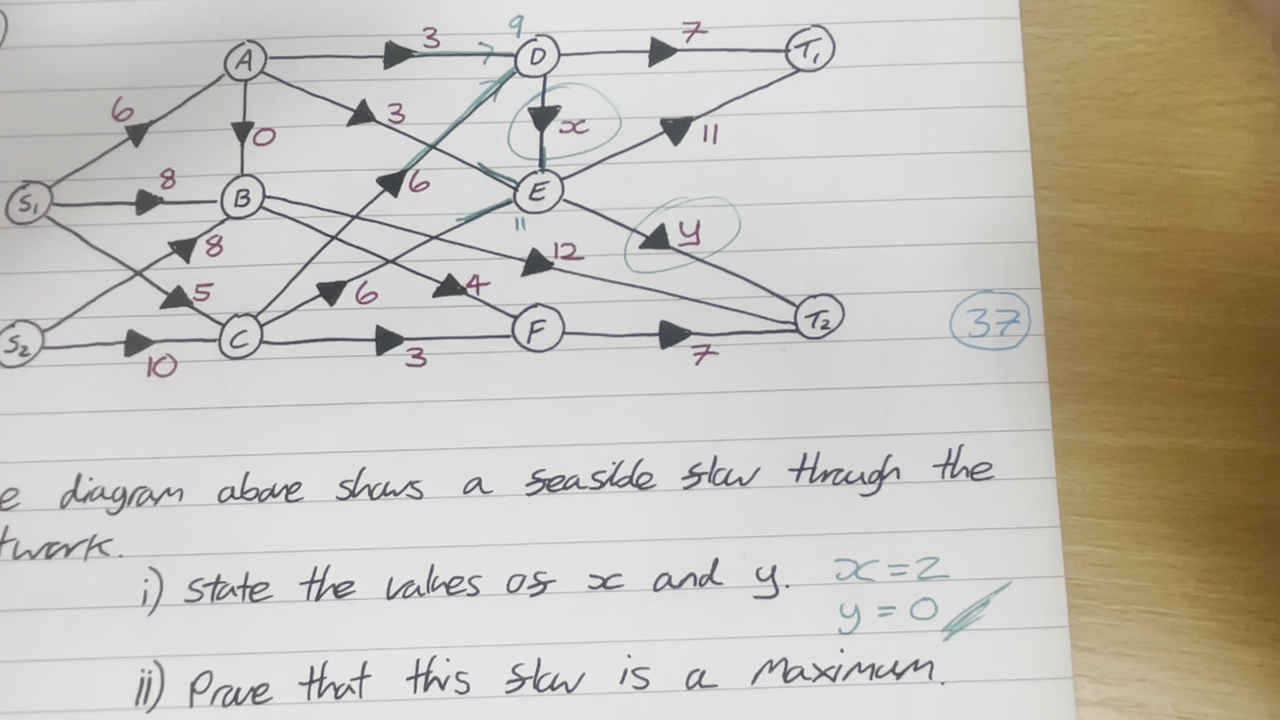 9
3
7
A
D
T₁
6
3
x
11
0
8
S₁
B
6
E
11
y
8
12
5
6
4
T₂
37
S₂
C
F
10
3
7
e diagram above shows a feasible flow through the
twork.
i) State the values of x and y. x = 2
y = 0
ii) Prove that this flow is a maximum.